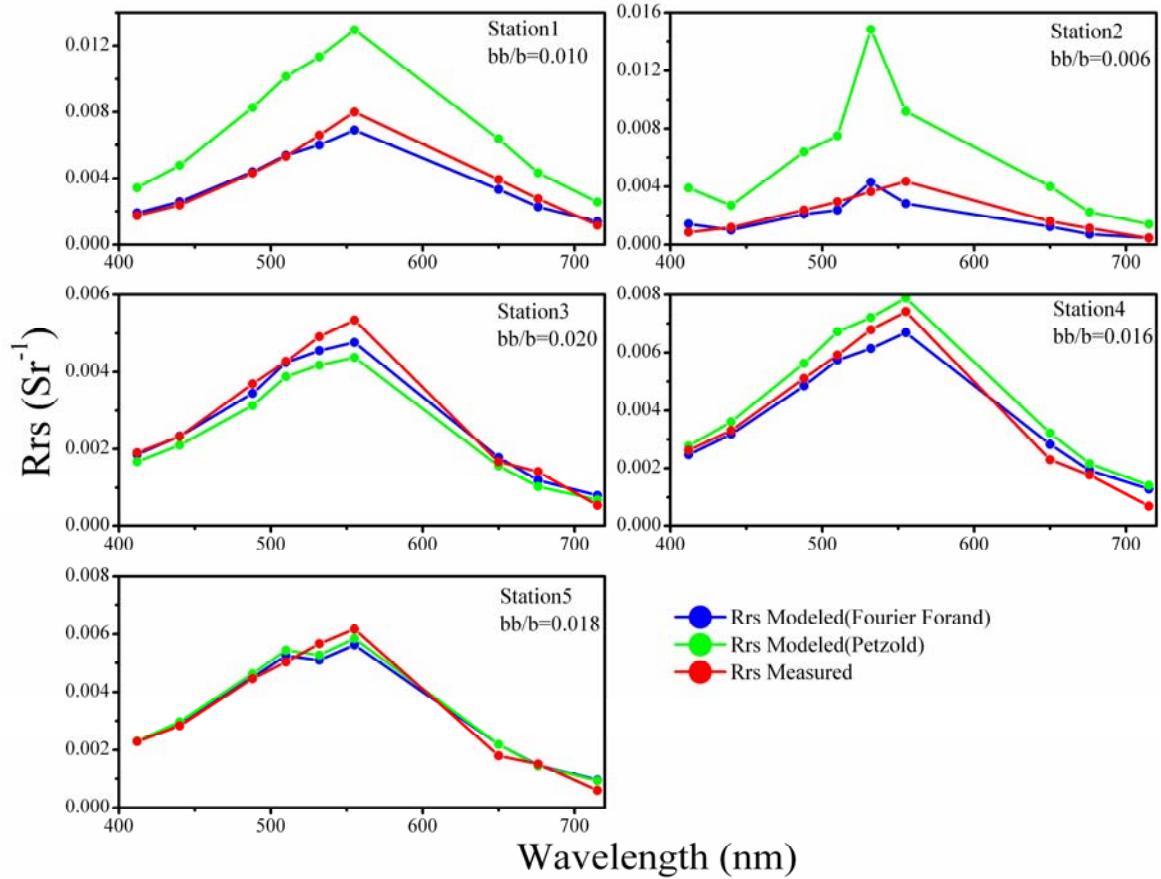 Station1
bb/b=0.010
0.012
0.008
0.004
0.000
400 500 600 700
Station2
bb/b=0.006
0.016
0.012
0.008
0.004
0.000
400 500 600 700
Station3
bb/b=0.020
0.006
0.004
0.002
0.000
400 500 600 700
Station4
bb/b=0.016
0.008
0.006
0.004
0.002
0.000
400 500 600 700
Station5
bb/b=0.018
0.008
0.006
0.004
0.002
0.000
400 500 600 700
Rrs Modeled(Fourier Forand)
Rrs Modeled(Petzold)
Rrs Measured
Rrs (Sr⁻¹)
Wavelength (nm)